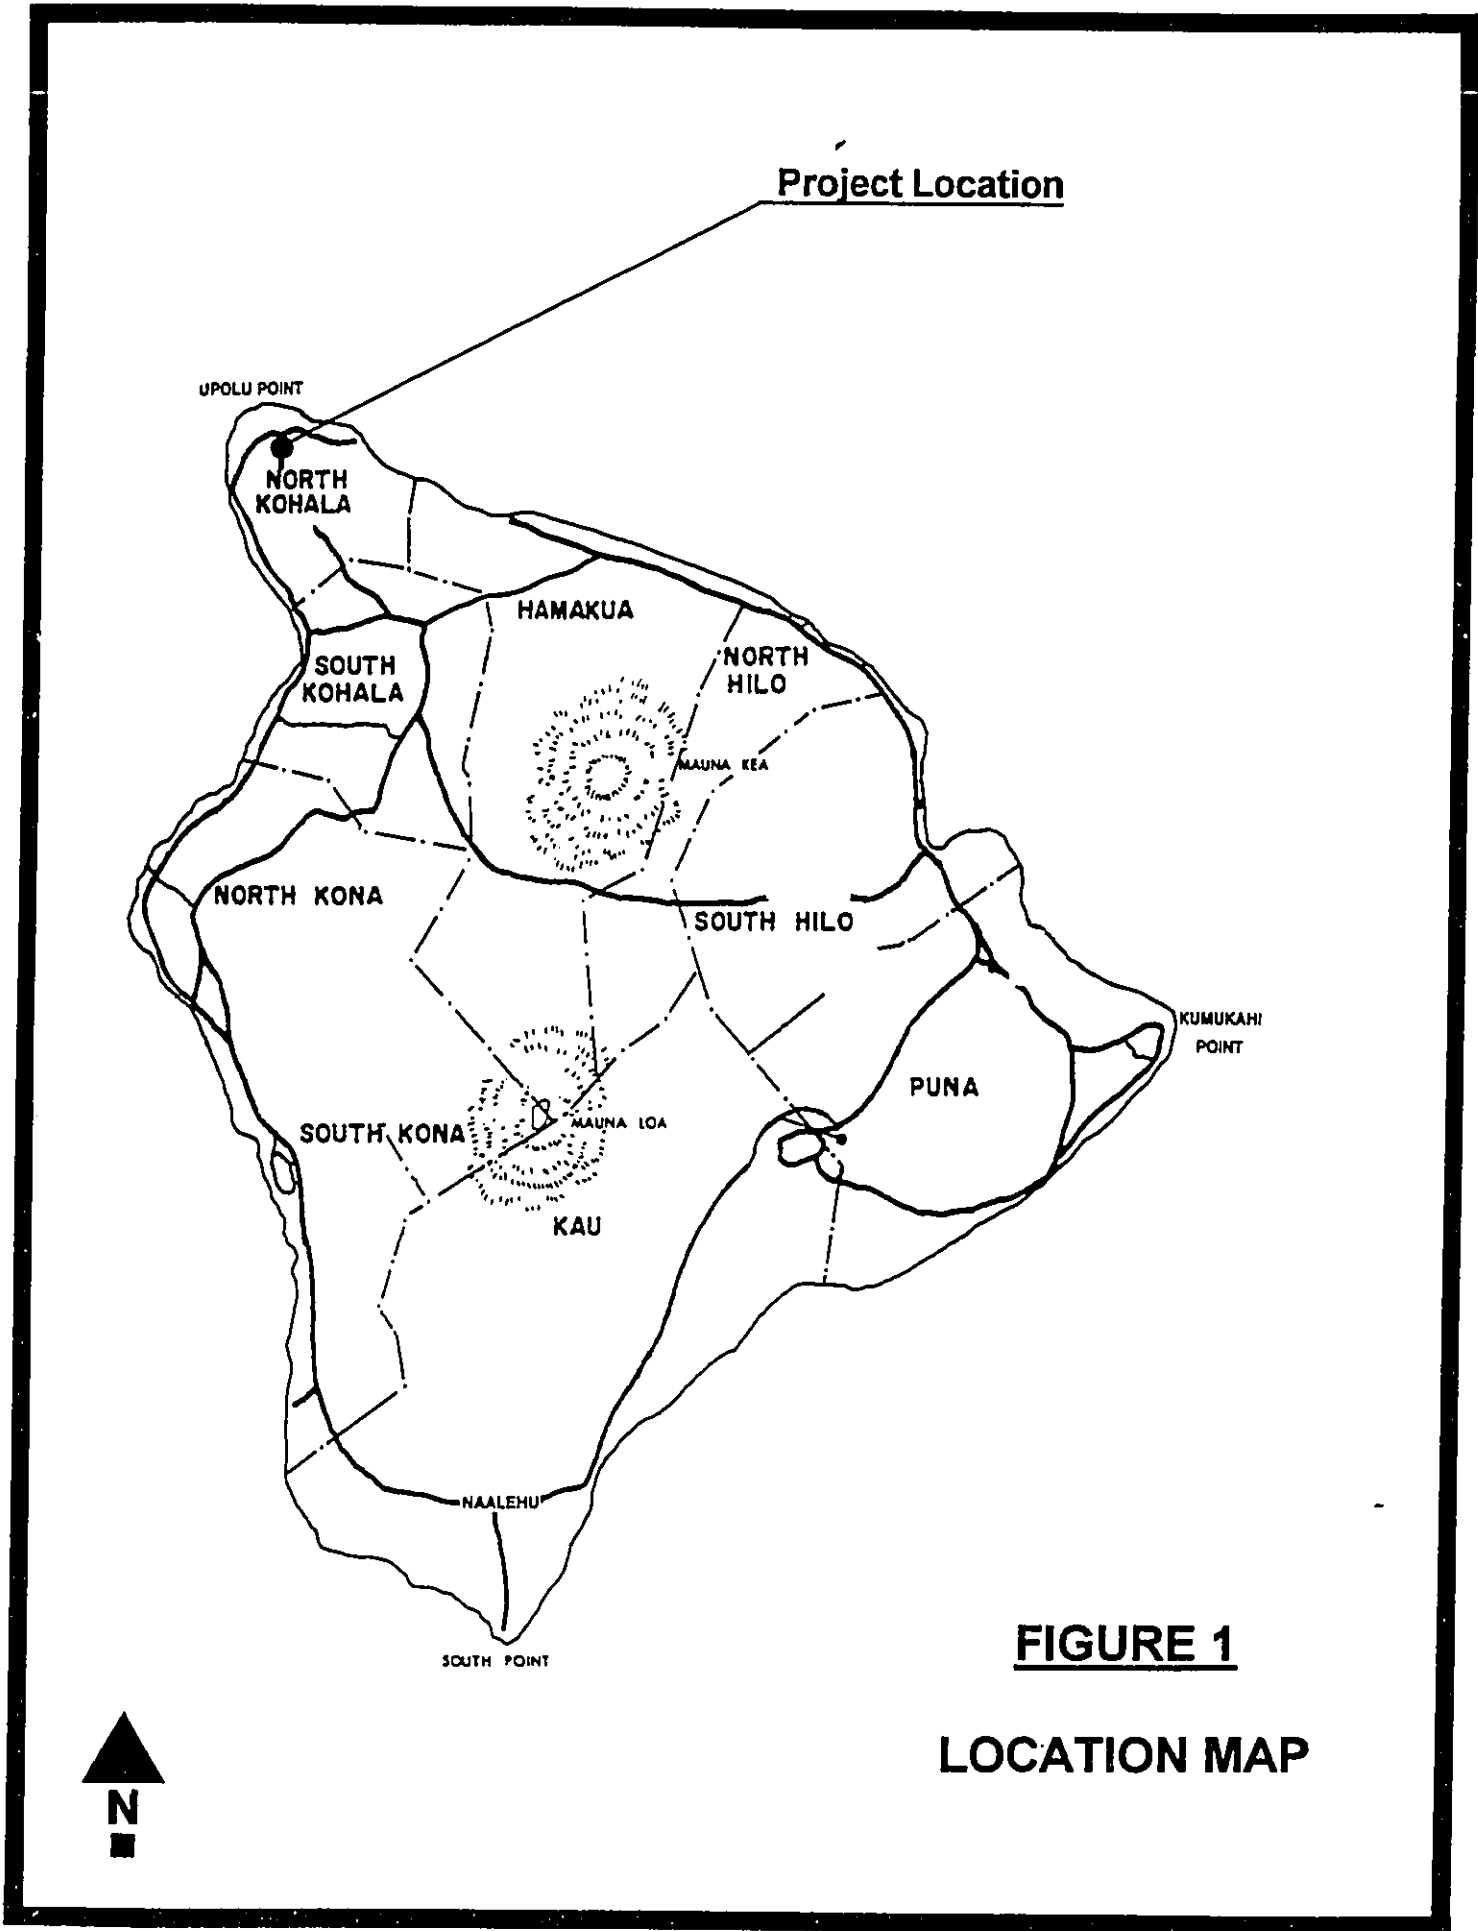 Project Location
UPOLU POINT
NORTH
KOHALA
HAMAKUA
NORTH
HILO
SOUTH
KOHALA
MAUNA KEA
NORTH KONA
SOUTH HILO
KUMUKAHI
POINT
PUNA
MAUNA LOA
SOUTH KONA
KAU
NAALEHU
SOUTH POINT
FIGURE 1
LOCATION MAP
N